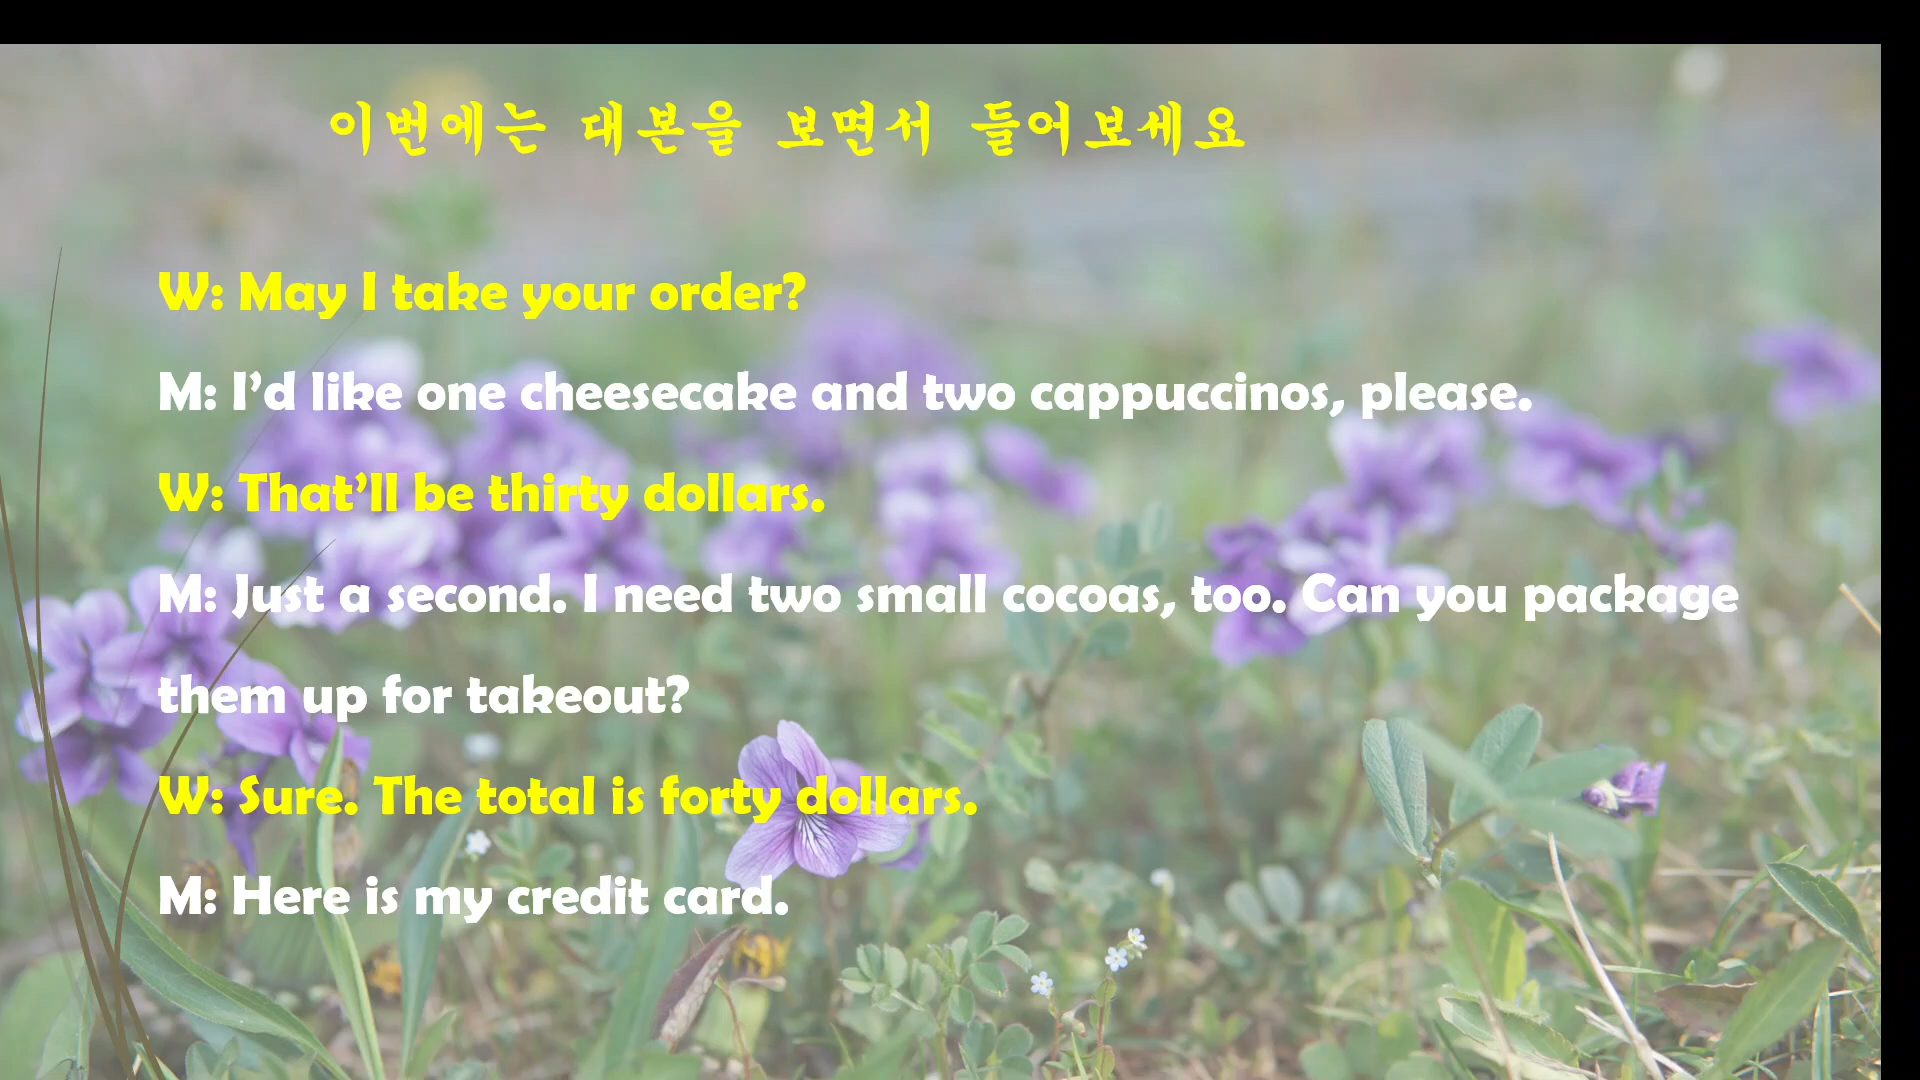 이번에는 대본을 보면서 들어보세요
W: May I take your order?
M: I’d like one cheesecake and two cappuccinos, please.
W: That’ll be thirty dollars.
M: Just a second. I need two small cocoas, too. Can you package
them up for takeout?
W: Sure. The total is forty dollars.
M: Here is my credit card.